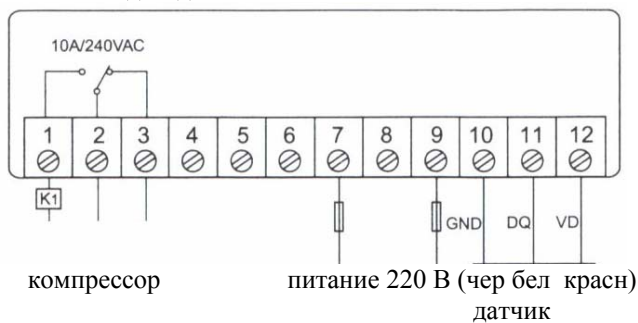 10A/240VAC
1 2 3 4 5 6 7 8 9 10 11 12
K1
GND DQ VD
компрессор питание 220 В (чер бел красн)
датчик